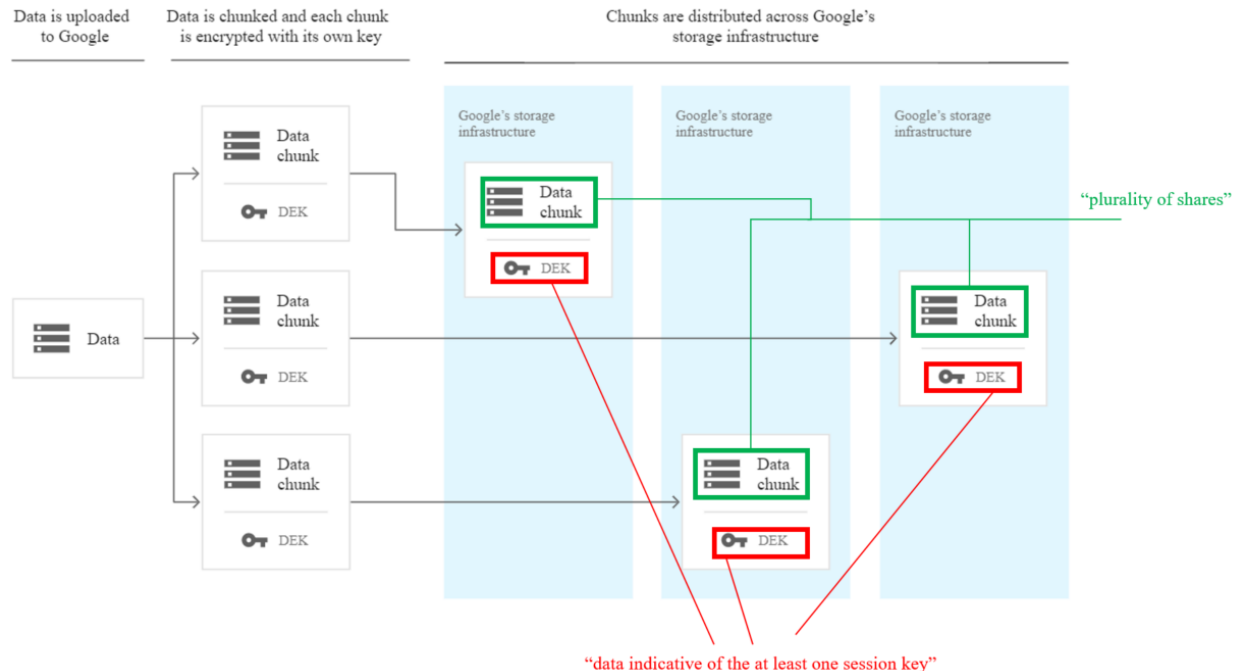 Data is uploaded
to Google
Data is chunked and each chunk
is encrypted with its own key
Chunks are distributed across Google's
storage infrastructure
Google's storage
infrastructure
Google's storage
infrastructure
Google's storage
infrastructure
Data
chunk
DEK
Data
chunk
DEK
"plurality of shares"
Data
Data
chunk
DEK
Data
chunk
DEK
Data
chunk
DEK
Data
chunk
DEK
"data indicative of the at least one session key"